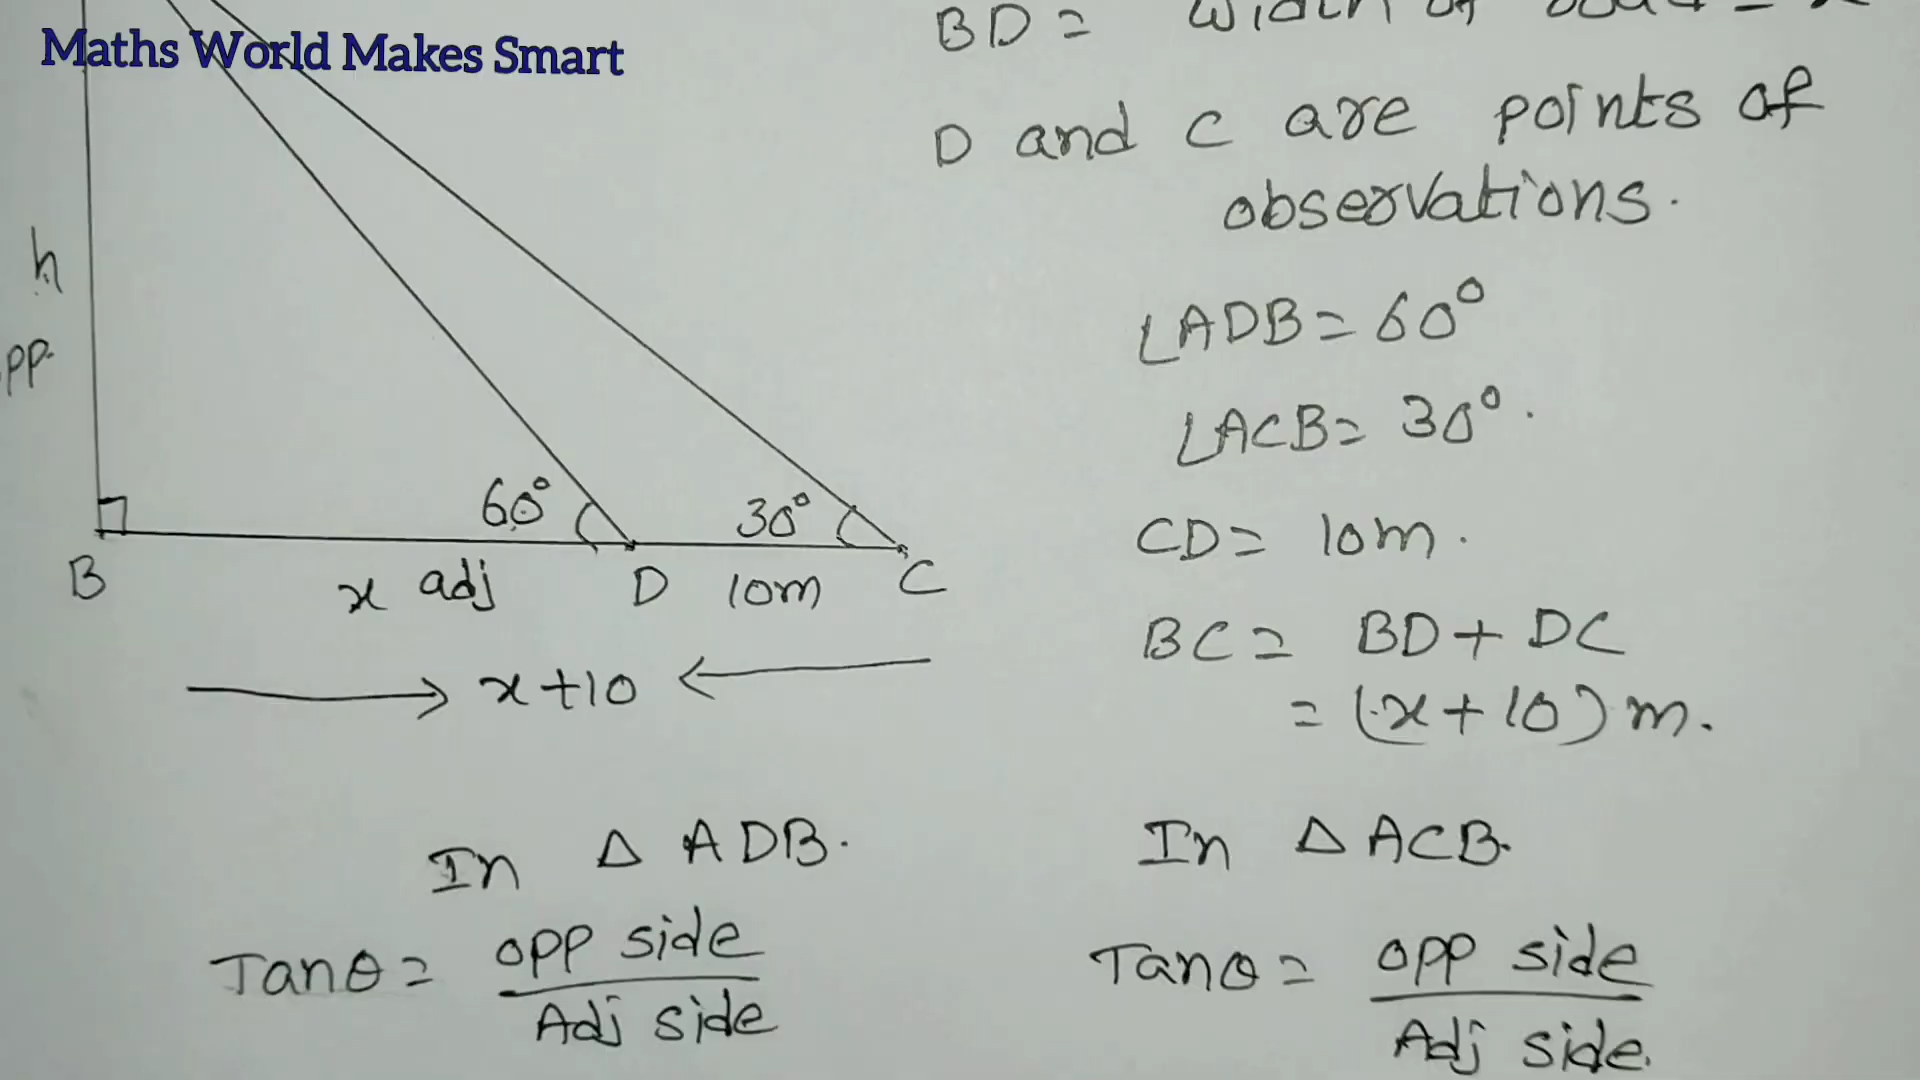 Maths World Makes Smart
BD = width of
D and C are points of
observations.
h
∠ADB = 60°
∠ACB = 30°.
60°
30°
CD = 10m.
B
x adj
D
10m
C
BC = BD + DC
x + 10
= (x + 10) m.
In Δ ADB.
In Δ ACB.
Tanθ = opp side
Adj side
Tanθ = opp side
Adj side.